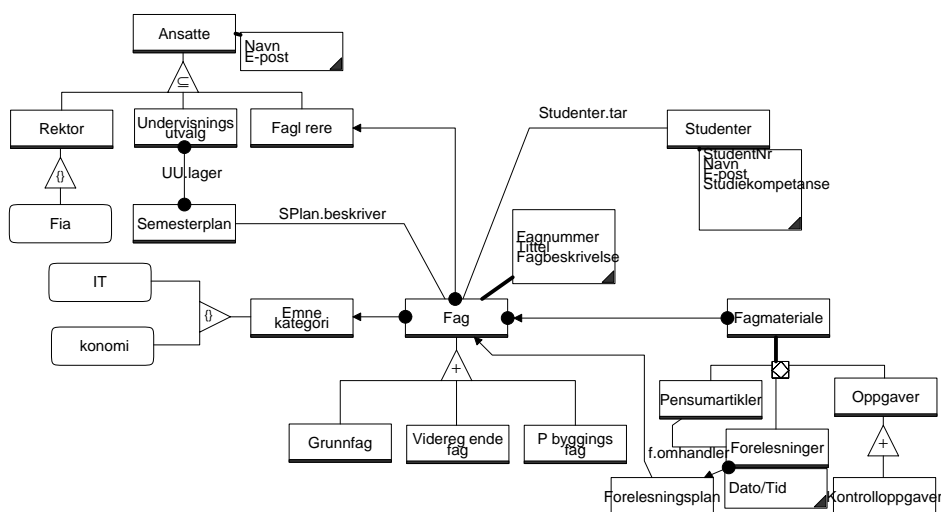 Ansatte
Navn
E-post
⊆
Rektor
Undervisnings
utvalg
Fagl rere
Studenter.tar
Studenter
StudentNr
Navn
E-post
Studiekompetanse
{}
UU.lager
Fia
Semesterplan
SPlan.beskriver
Fagnummer
Tittel
Fagbeskrivelse
IT
{}
Emne
kategori
Fag
Fagmateriale
konomi
+
Pensumartikler
Oppgaver
Grunnfag
Videreg ende
fag
P byggings
fag
f.omhandler
Forelesninger
+
Forelesningsplan
Dato/Tid
Kontrolloppgaver